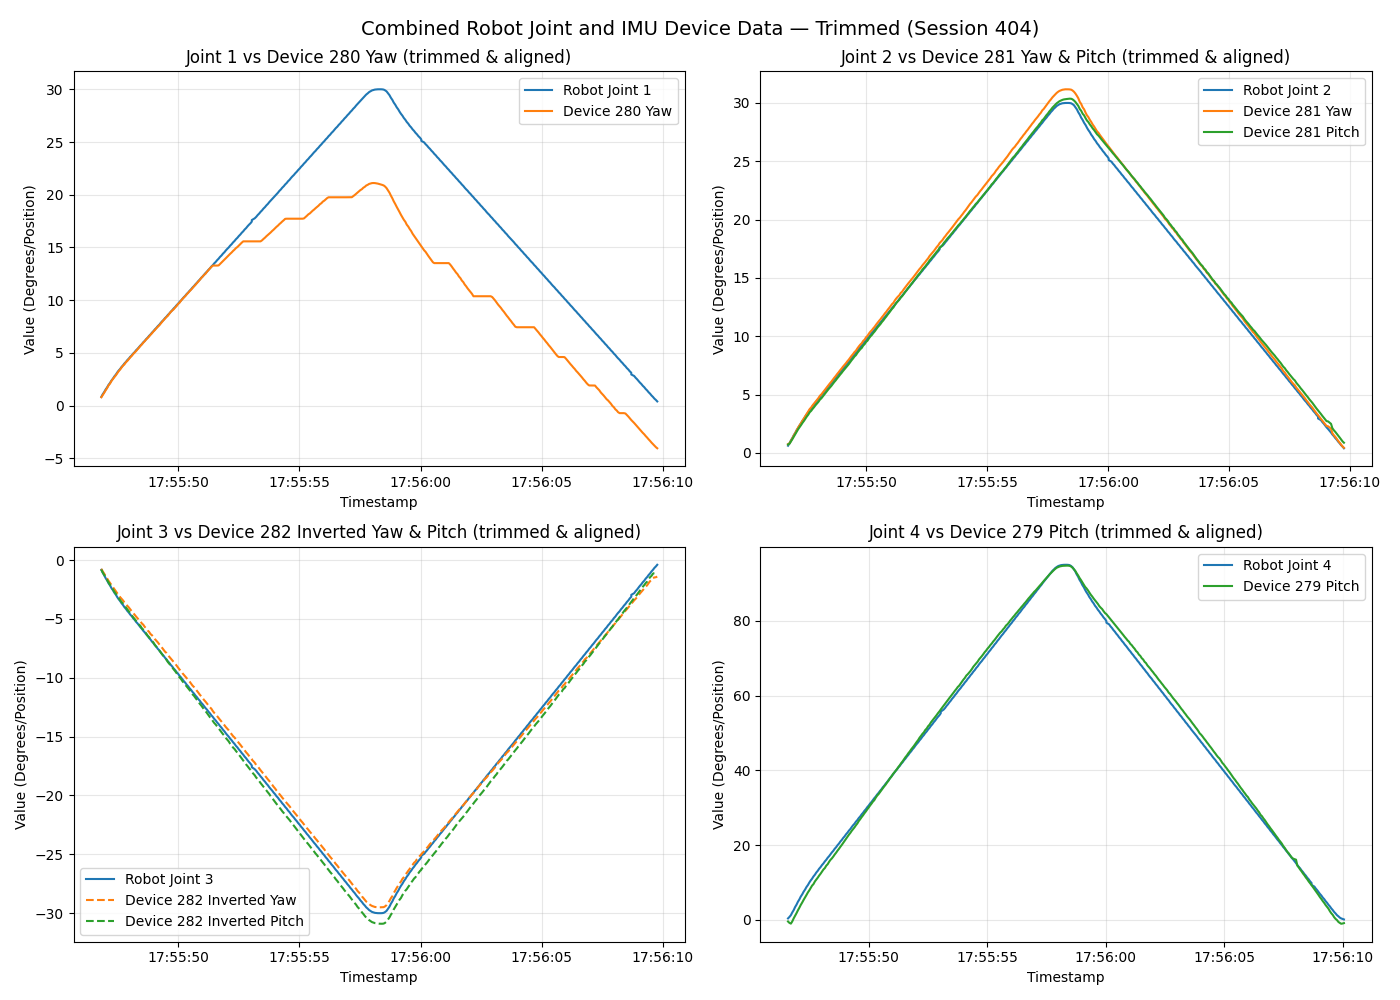 Combined Robot Joint and IMU Device Data — Trimmed (Session 404)
Joint 1 vs Device 280 Yaw (trimmed & aligned)
Value (Degrees/Position)
30
25
20
15
10
5
0
−5
Robot Joint 1
Device 280 Yaw
17:55:50 17:55:55 17:56:00 17:56:05 17:56:10
Timestamp
Joint 2 vs Device 281 Yaw & Pitch (trimmed & aligned)
Value (Degrees/Position)
30
25
20
15
10
5
0
Robot Joint 2
Device 281 Yaw
Device 281 Pitch
17:55:50 17:55:55 17:56:00 17:56:05 17:56:10
Timestamp
Joint 3 vs Device 282 Inverted Yaw & Pitch (trimmed & aligned)
Value (Degrees/Position)
0
−5
−10
−15
−20
−25
−30
Robot Joint 3
Device 282 Inverted Yaw
Device 282 Inverted Pitch
17:55:50 17:55:55 17:56:00 17:56:05 17:56:10
Timestamp
Joint 4 vs Device 279 Pitch (trimmed & aligned)
Value (Degrees/Position)
80
60
40
20
0
Robot Joint 4
Device 279 Pitch
17:55:50 17:55:55 17:56:00 17:56:05 17:56:10
Timestamp